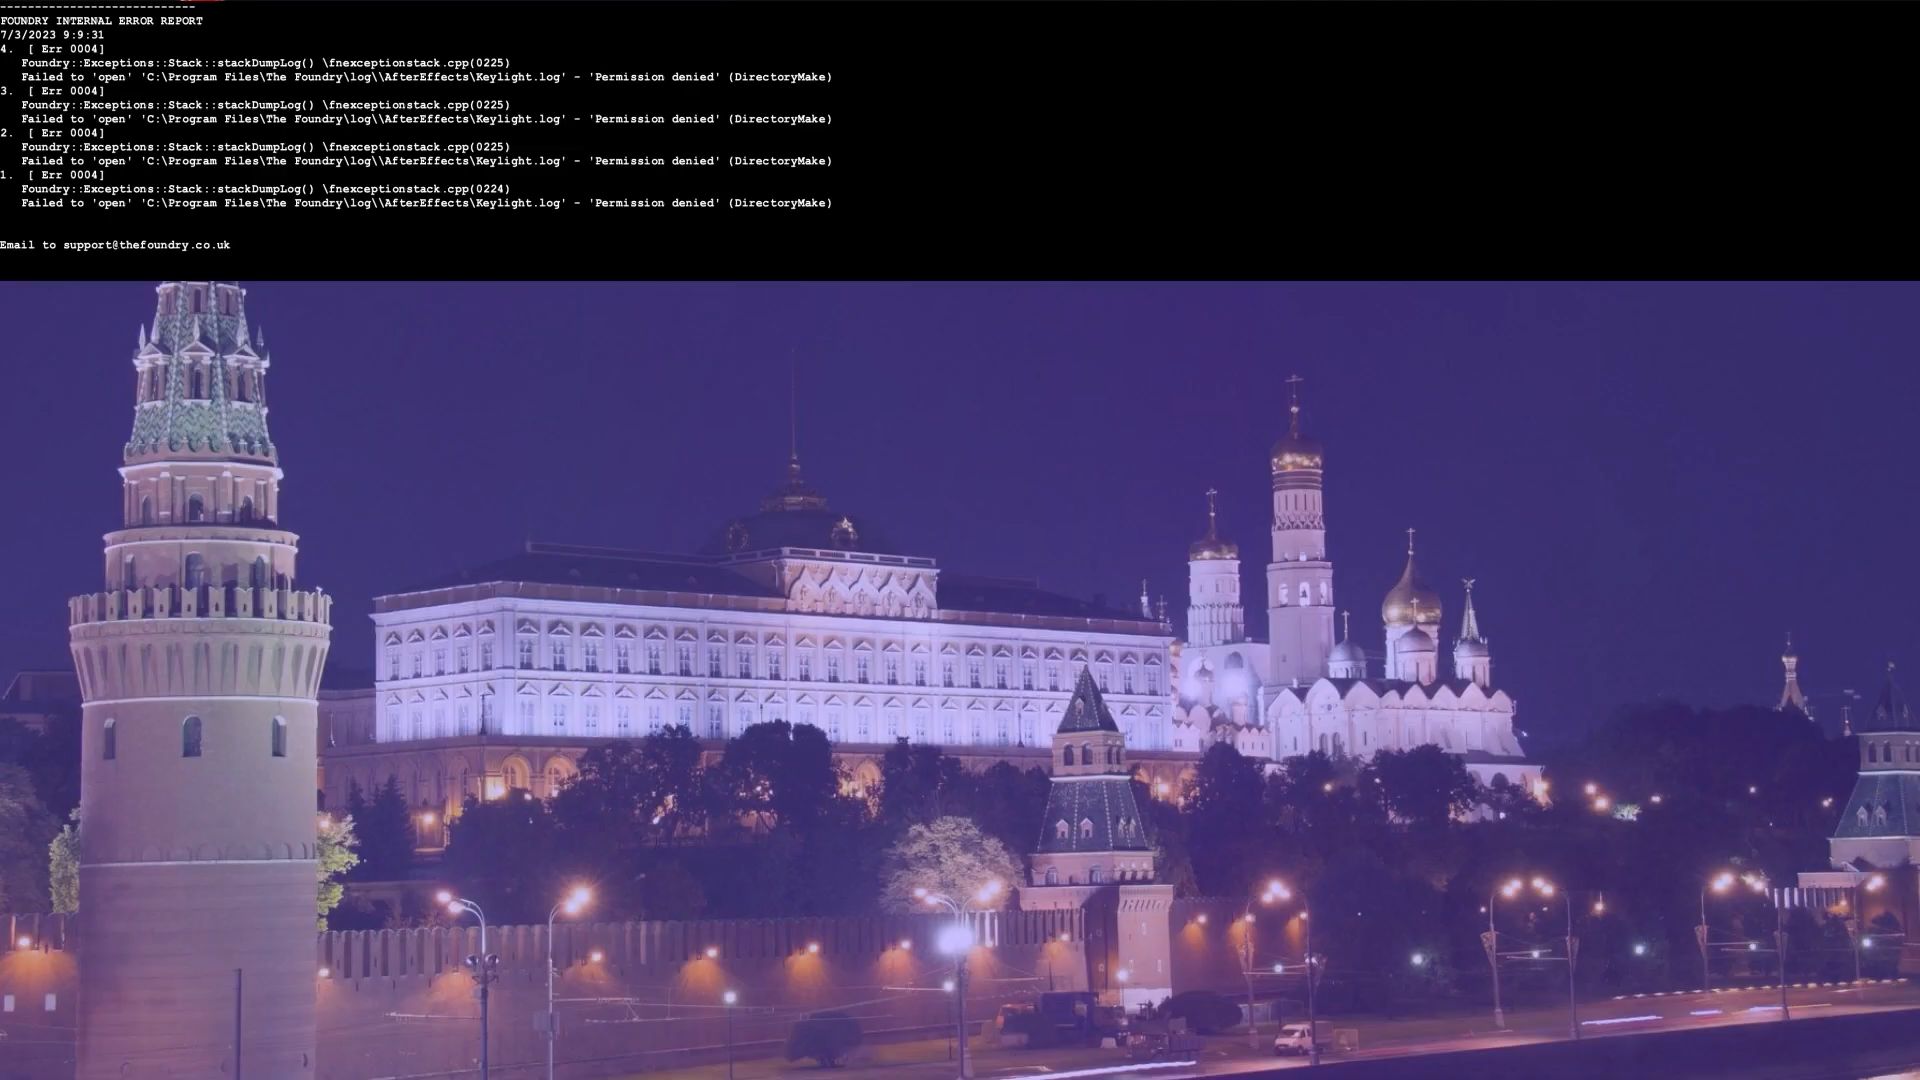 FOUNDRY INTERNAL ERROR REPORT
7/3/2023 9:9:31
4. [ Err 0004]
Foundry::Exceptions::Stack::stackDumpLog() \fnexceptionstack.cpp(0225)
Failed to 'open' 'C:\Program Files\The Foundry\log\\AfterEffects\Keylight.log' - 'Permission denied' (DirectoryMake)
3. [ Err 0004]
Foundry::Exceptions::Stack::stackDumpLog() \fnexceptionstack.cpp(0225)
Failed to 'open' 'C:\Program Files\The Foundry\log\\AfterEffects\Keylight.log' - 'Permission denied' (DirectoryMake)
2. [ Err 0004]
Foundry::Exceptions::Stack::stackDumpLog() \fnexceptionstack.cpp(0225)
Failed to 'open' 'C:\Program Files\The Foundry\log\\AfterEffects\Keylight.log' - 'Permission denied' (DirectoryMake)
1. [ Err 0004]
Foundry::Exceptions::Stack::stackDumpLog() \fnexceptionstack.cpp(0224)
Failed to 'open' 'C:\Program Files\The Foundry\log\\AfterEffects\Keylight.log' - 'Permission denied' (DirectoryMake)
Email to support@thefoundry.co.uk